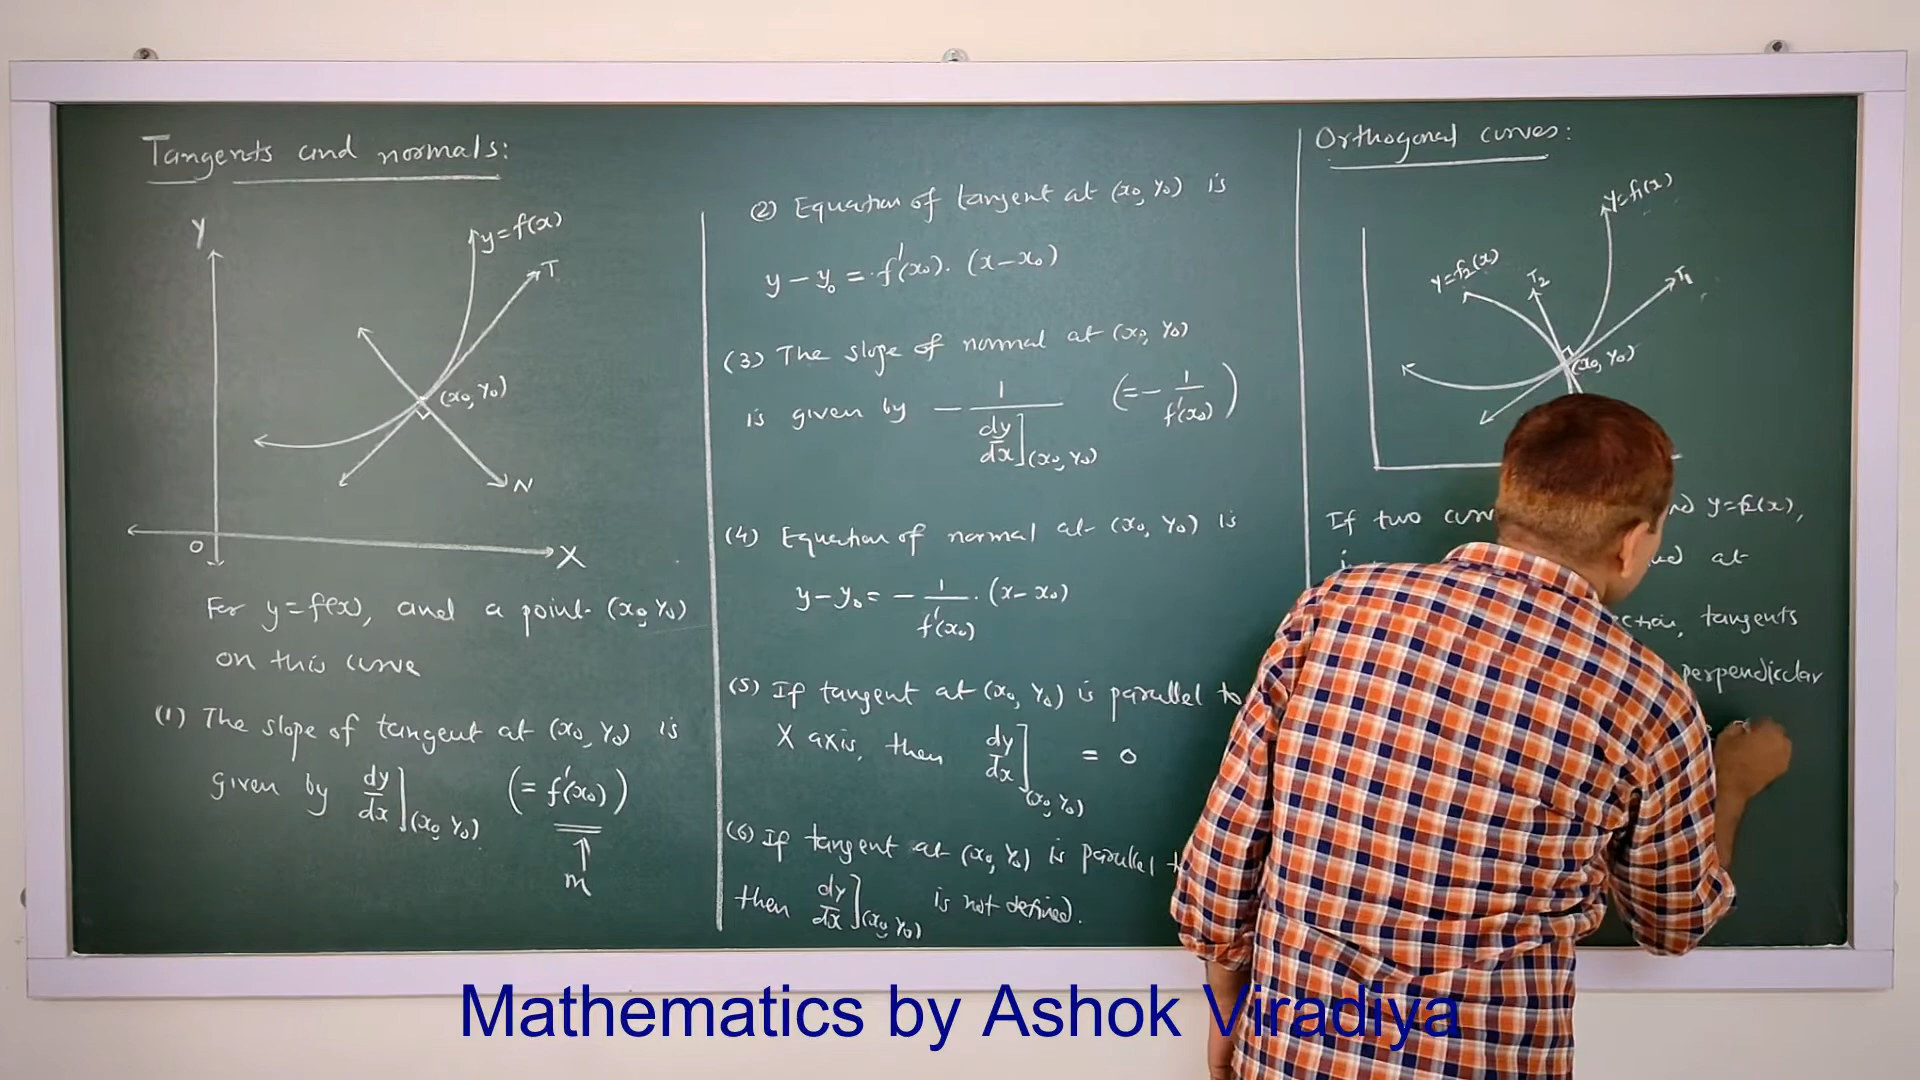 Tangents and normals:
Y
y=f(x)
T
(x₀, y₀)
N
O
X
For y=f(x), and a point (x₀, y₀)
on this curve
(1) The slope of tangent at (x₀, y₀) is
given by dy/dx](x₀, y₀) (= f'(x₀))
m
(2) Equation of tangent at (x₀, y₀) is
y − y₀ = f'(x₀). (x − x₀)
(3) The slope of normal at (x₀, y₀)
is given by − 1/(dy/dx](x₀, y₀)) (= − 1/f'(x₀))
(4) Equation of normal at (x₀, y₀) is
y − y₀ = − 1/f'(x₀) . (x − x₀)
(5) If tangent at (x₀, y₀) is parallel to
X axis, then dy/dx](x₀, y₀) = 0
(6) If tangent at (x₀, y₀) is parallel
then dy/dx](x₀, y₀) is not defined.
Orthogonal curves:
y=f₁(x)
y=f₂(x)
T₂
T₁
(x₀, y₀)
If two y=f₂(x),
at
tangents
perpendicular
Mathematics by Ashok Viradiya